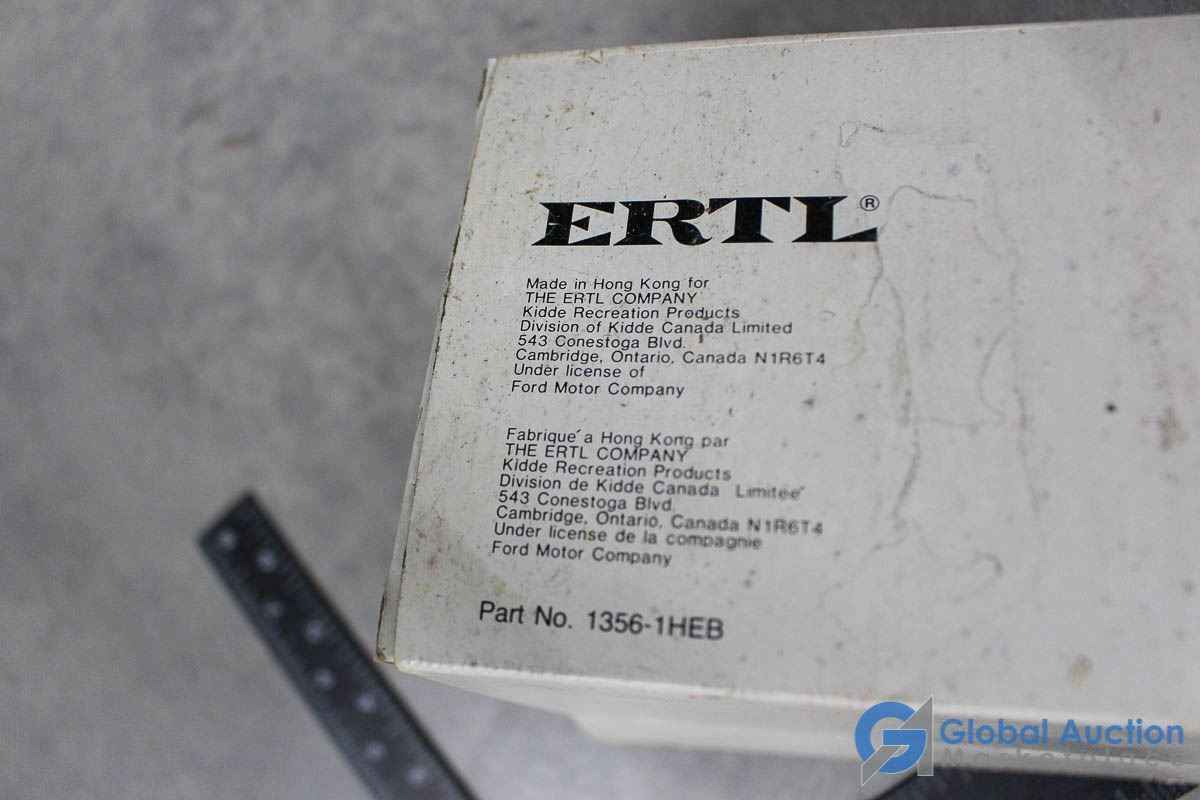 ERTL®
Made in Hong Kong for
THE ERTL COMPANY
Kidde Recreation Products
Division of Kidde Canada Limited
543 Conestoga Blvd.
Cambridge, Ontario, Canada N1R6T4
Under license of
Ford Motor Company
Fabrique´ a Hong Kong par
THE ERTL COMPANY
Kidde Recreation Products
Division de Kidde Canada Limitee´
543 Conestoga Blvd.
Cambridge, Ontario, Canada N1R6T4
Under license de la compagnie
Ford Motor Company
Part No. 1356-1HEB
Global Auction
Marketplace